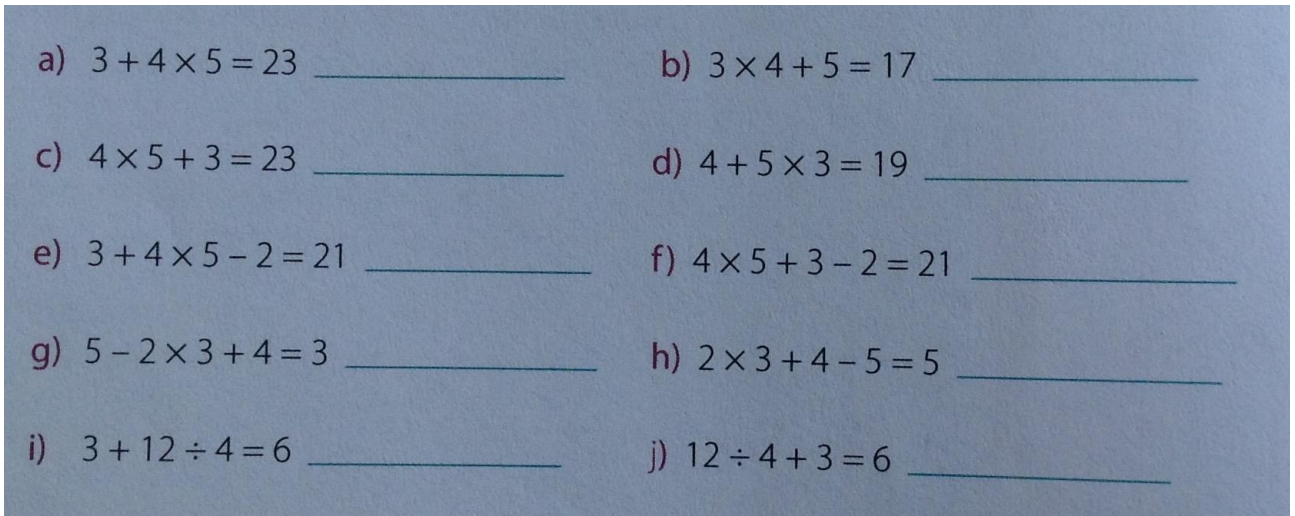 a) 3 + 4 × 5 = 23 b) 3 × 4 + 5 = 17
c) 4 × 5 + 3 = 23 d) 4 + 5 × 3 = 19
e) 3 + 4 × 5 – 2 = 21 f) 4 × 5 + 3 – 2 = 21
g) 5 – 2 × 3 + 4 = 3 h) 2 × 3 + 4 – 5 = 5
i) 3 + 12 ÷ 4 = 6 j) 12 ÷ 4 + 3 = 6